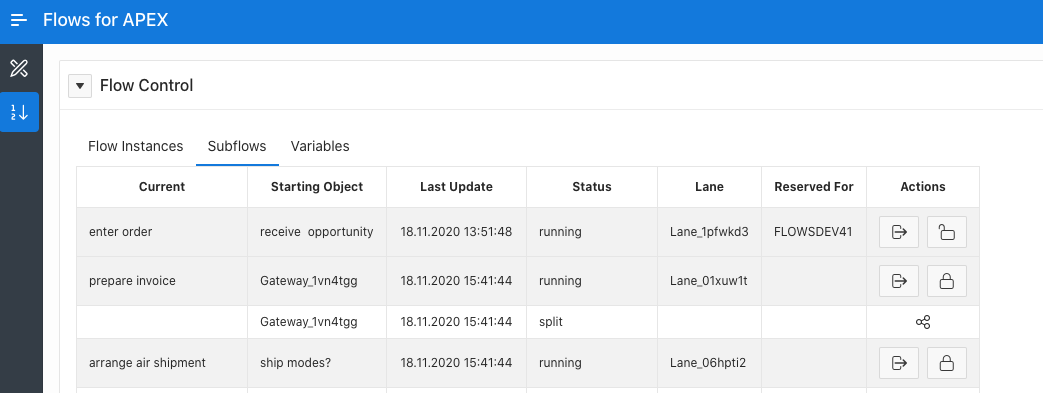 Flows for APEX
Flow Control
Flow Instances Subflows Variables
Current Starting Object Last Update Status Lane Reserved For Actions
enter order receive opportunity 18.11.2020 13:51:48 running Lane_1pfwkd3 FLOWSDEV41
prepare invoice Gateway_1vn4tgg 18.11.2020 15:41:44 running Lane_01xuw1t
Gateway_1vn4tgg 18.11.2020 15:41:44 split
arrange air shipment ship modes? 18.11.2020 15:41:44 running Lane_06hpti2